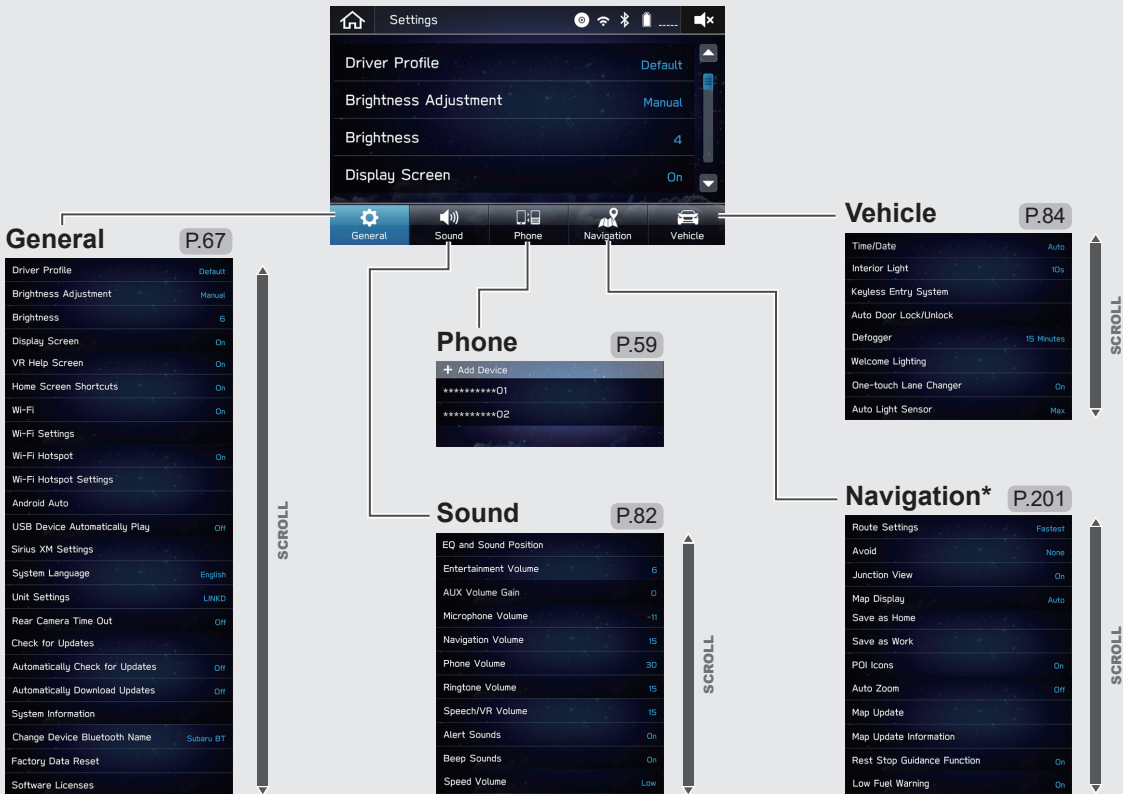 Settings -----
Driver Profile Default
Brightness Adjustment Manual
Brightness 4
Display Screen On
General Sound Phone Navigation Vehicle
General P.67
Driver Profile Default
Brightness Adjustment Manual
Brightness 6
Display Screen On
VR Help Screen On
Home Screen Shortcuts On
Wi-Fi On
Wi-Fi Settings
Wi-Fi Hotspot On
Wi-Fi Hotspot Settings
Android Auto
USB Device Automatically Play Off
Sirius XM Settings
System Language English
Unit Settings LINKD
Rear Camera Time Out Off
Check for Updates
Automatically Check for Updates Off
Automatically Download Updates Off
System Information
Change Device Bluetooth Name Subaru BT
Factory Data Reset
Software Licenses
SCROLL
Phone P.59
+ Add Device
**********01
**********02
Sound P.82
EQ and Sound Position
Entertainment Volume 6
AUX Volume Gain 0
Microphone Volume -11
Navigation Volume 15
Phone Volume 30
Ringtone Volume 15
Speech/VR Volume 15
Alert Sounds On
Beep Sounds On
Speed Volume Low
SCROLL
Vehicle P.84
Time/Date Auto
Interior Light 10s
Keyless Entry System
Auto Door Lock/Unlock
Defogger 15 Minutes
Welcome Lighting
One-touch Lane Changer On
Auto Light Sensor Max
SCROLL
Navigation* P.201
Route Settings Fastest
Avoid None
Junction View On
Map Display Auto
Save as Home
Save as Work
POI Icons On
Auto Zoom Off
Map Update
Map Update Information
Rest Stop Guidance Function On
Low Fuel Warning On
SCROLL